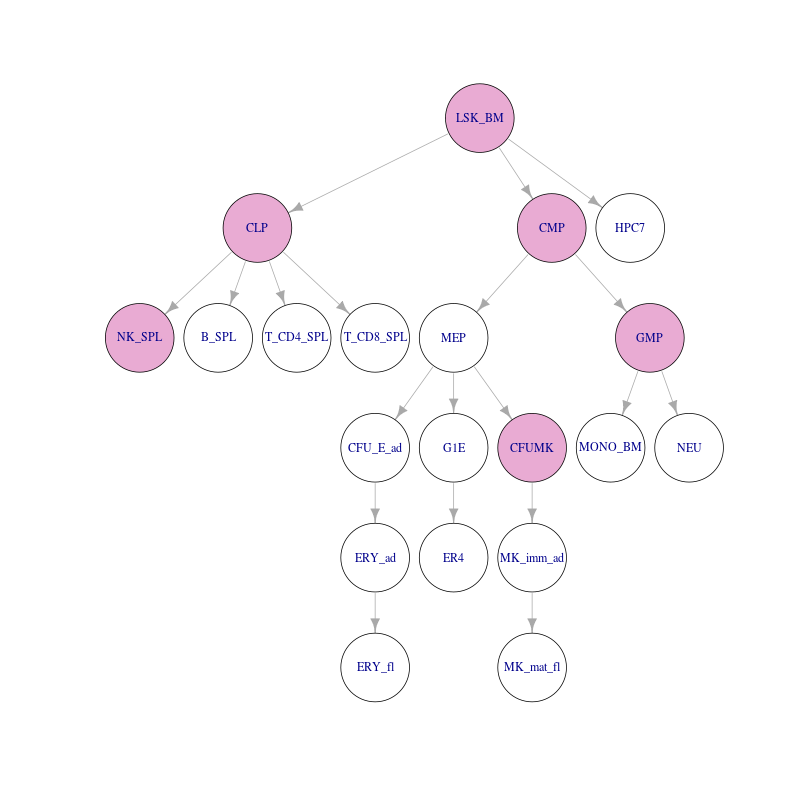 LSK_BM
CLP
CMP
HPC7
NK_SPL
B_SPL
T_CD4_SPL
T_CD8_SPL
MEP
GMP
CFU_E_ad
G1E
CFUMK
MONO_BM
NEU
ERY_ad
ER4
MK_imm_ad
ERY_fl
MK_mat_fl